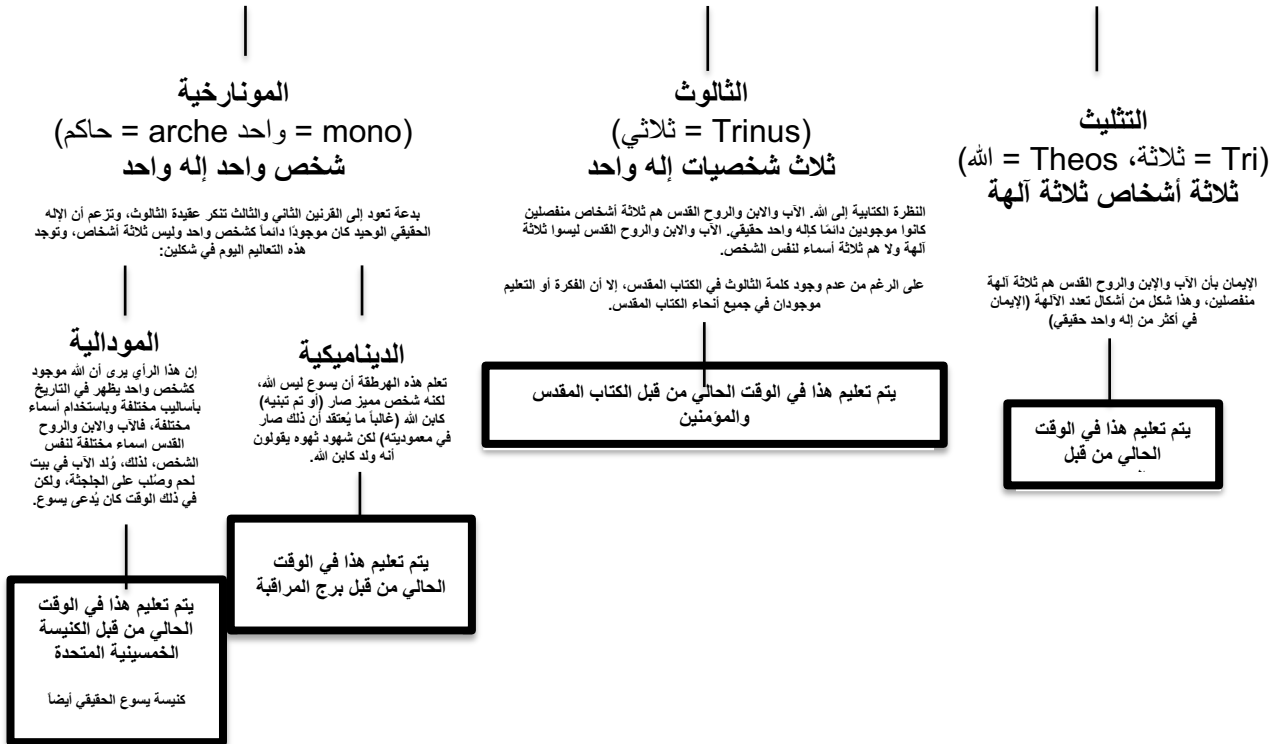 التثليث
(Tri = ثلاثة، Theos = الله)
ثلاثة أشخاص ثلاثة آلهة
الإيمان بأن الآب والإبن والروح القدس هم ثلاثة آلهة
منفصلين، وهذا شكل من أشكال تعدد الآلهة (الإيمان
في أكثر من إله واحد حقيقي)
يتم تعليم هذا في الوقت
الحالي من قبل
الثالوث
(Trinus = ثلاثي)
ثلاث شخصيات إله واحد
النظرة الكتابية إلى الله. الآب والابن والروح القدس هم ثلاثة أشخاص منفصلين
كانوا موجودين دائمًا كإله واحد حقيقي. الآب والابن والروح القدس ليسوا ثلاثة
آلهة ولا هم ثلاثة أسماء لنفس الشخص.
على الرغم من عدم وجود كلمة الثالوث في الكتاب المقدس، إلا أن الفكرة أو التعليم
موجودان في جميع أنحاء الكتاب المقدس.
يتم تعليم هذا في الوقت الحالي من قبل الكتاب المقدس
والمؤمنين
المونارخية
(mono = واحد arche = حاكم)
شخص واحد إله واحد
بدعة تعود إلى القرنين الثاني والثالث تنكر عقيدة الثالوث، وتزعم أن الإله
الحقيقي الوحيد كان موجودًا دائماً كشخص واحد وليس ثلاثة أشخاص، وتوجد
هذه التعاليم اليوم في شكلين:
الديناميكية
تعلم هذه الهرطقة أن يسوع ليس الله،
لكنه شخص مميز صار (أو تم تبنيه)
كابن الله (غالباً ما يُعتقد أن ذلك صار
في معموديته) لكن شهود ثهوه يقولون
أنه ولد كابن الله.
يتم تعليم هذا في الوقت
الحالي من قبل برج المراقبة
المودالية
إن هذا الرأي يرى أن الله موجود
كشخص واحد يظهر في التاريخ
بأساليب مختلفة وباستخدام أسماء
مختلفة، فالآب والابن والروح
القدس اسماء مختلفة لنفس
الشخص، لذلك، وُلد الآب في بيت
لحم وصُلب على الجلجثة، ولكن
في ذلك الوقت كان يُدعى يسوع.
يتم تعليم هذا في الوقت
الحالي من قبل الكنيسة
الخمسينية المتحدة
كنيسة يسوع الحقيقي أيضاً